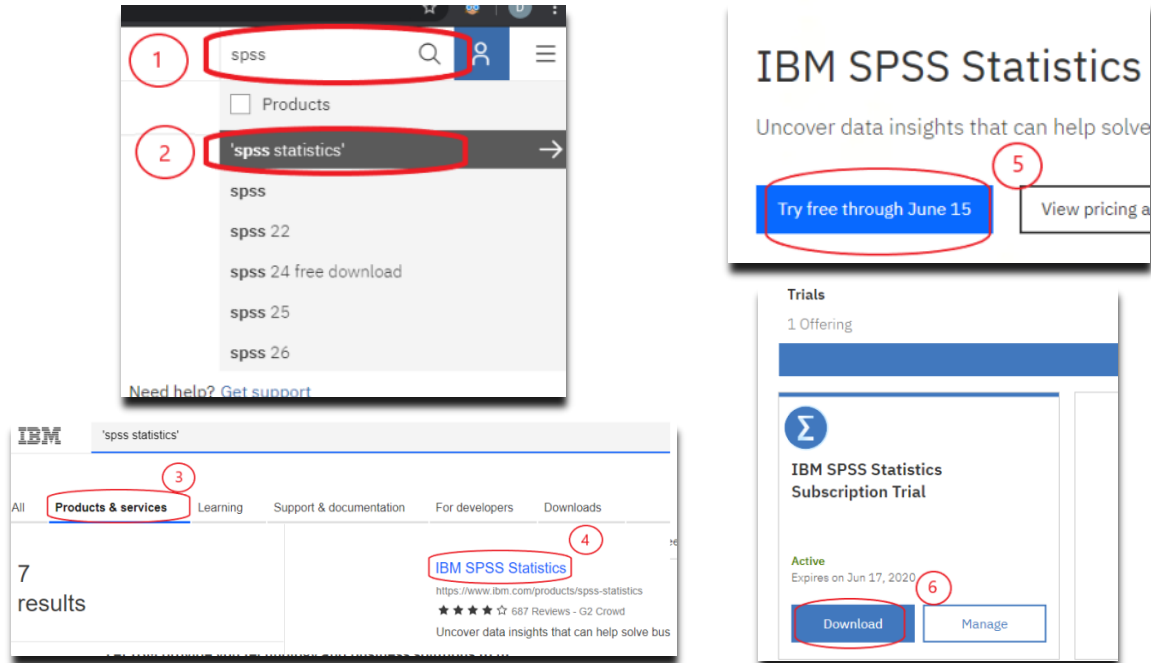 D
1
spss
Products
2
'spss statistics'
spss
spss 22
spss 24 free download
spss 25
spss 26
Need help? Get support
IBM
'spss statistics'
3
All
Products & services
Learning
Support & documentation
For developers
Downloads
4
7
results
IBM SPSS Statistics
https://www.ibm.com/products/spss-statistics
687 Reviews - G2 Crowd
Uncover data insights that can help solve bus
IBM SPSS Statistics
Uncover data insights that can help solve
5
Try free through June 15
View pricing a
Trials
1 Offering
Σ
IBM SPSS Statistics
Subscription Trial
Active
Expires on Jun 17, 2020
6
Download
Manage